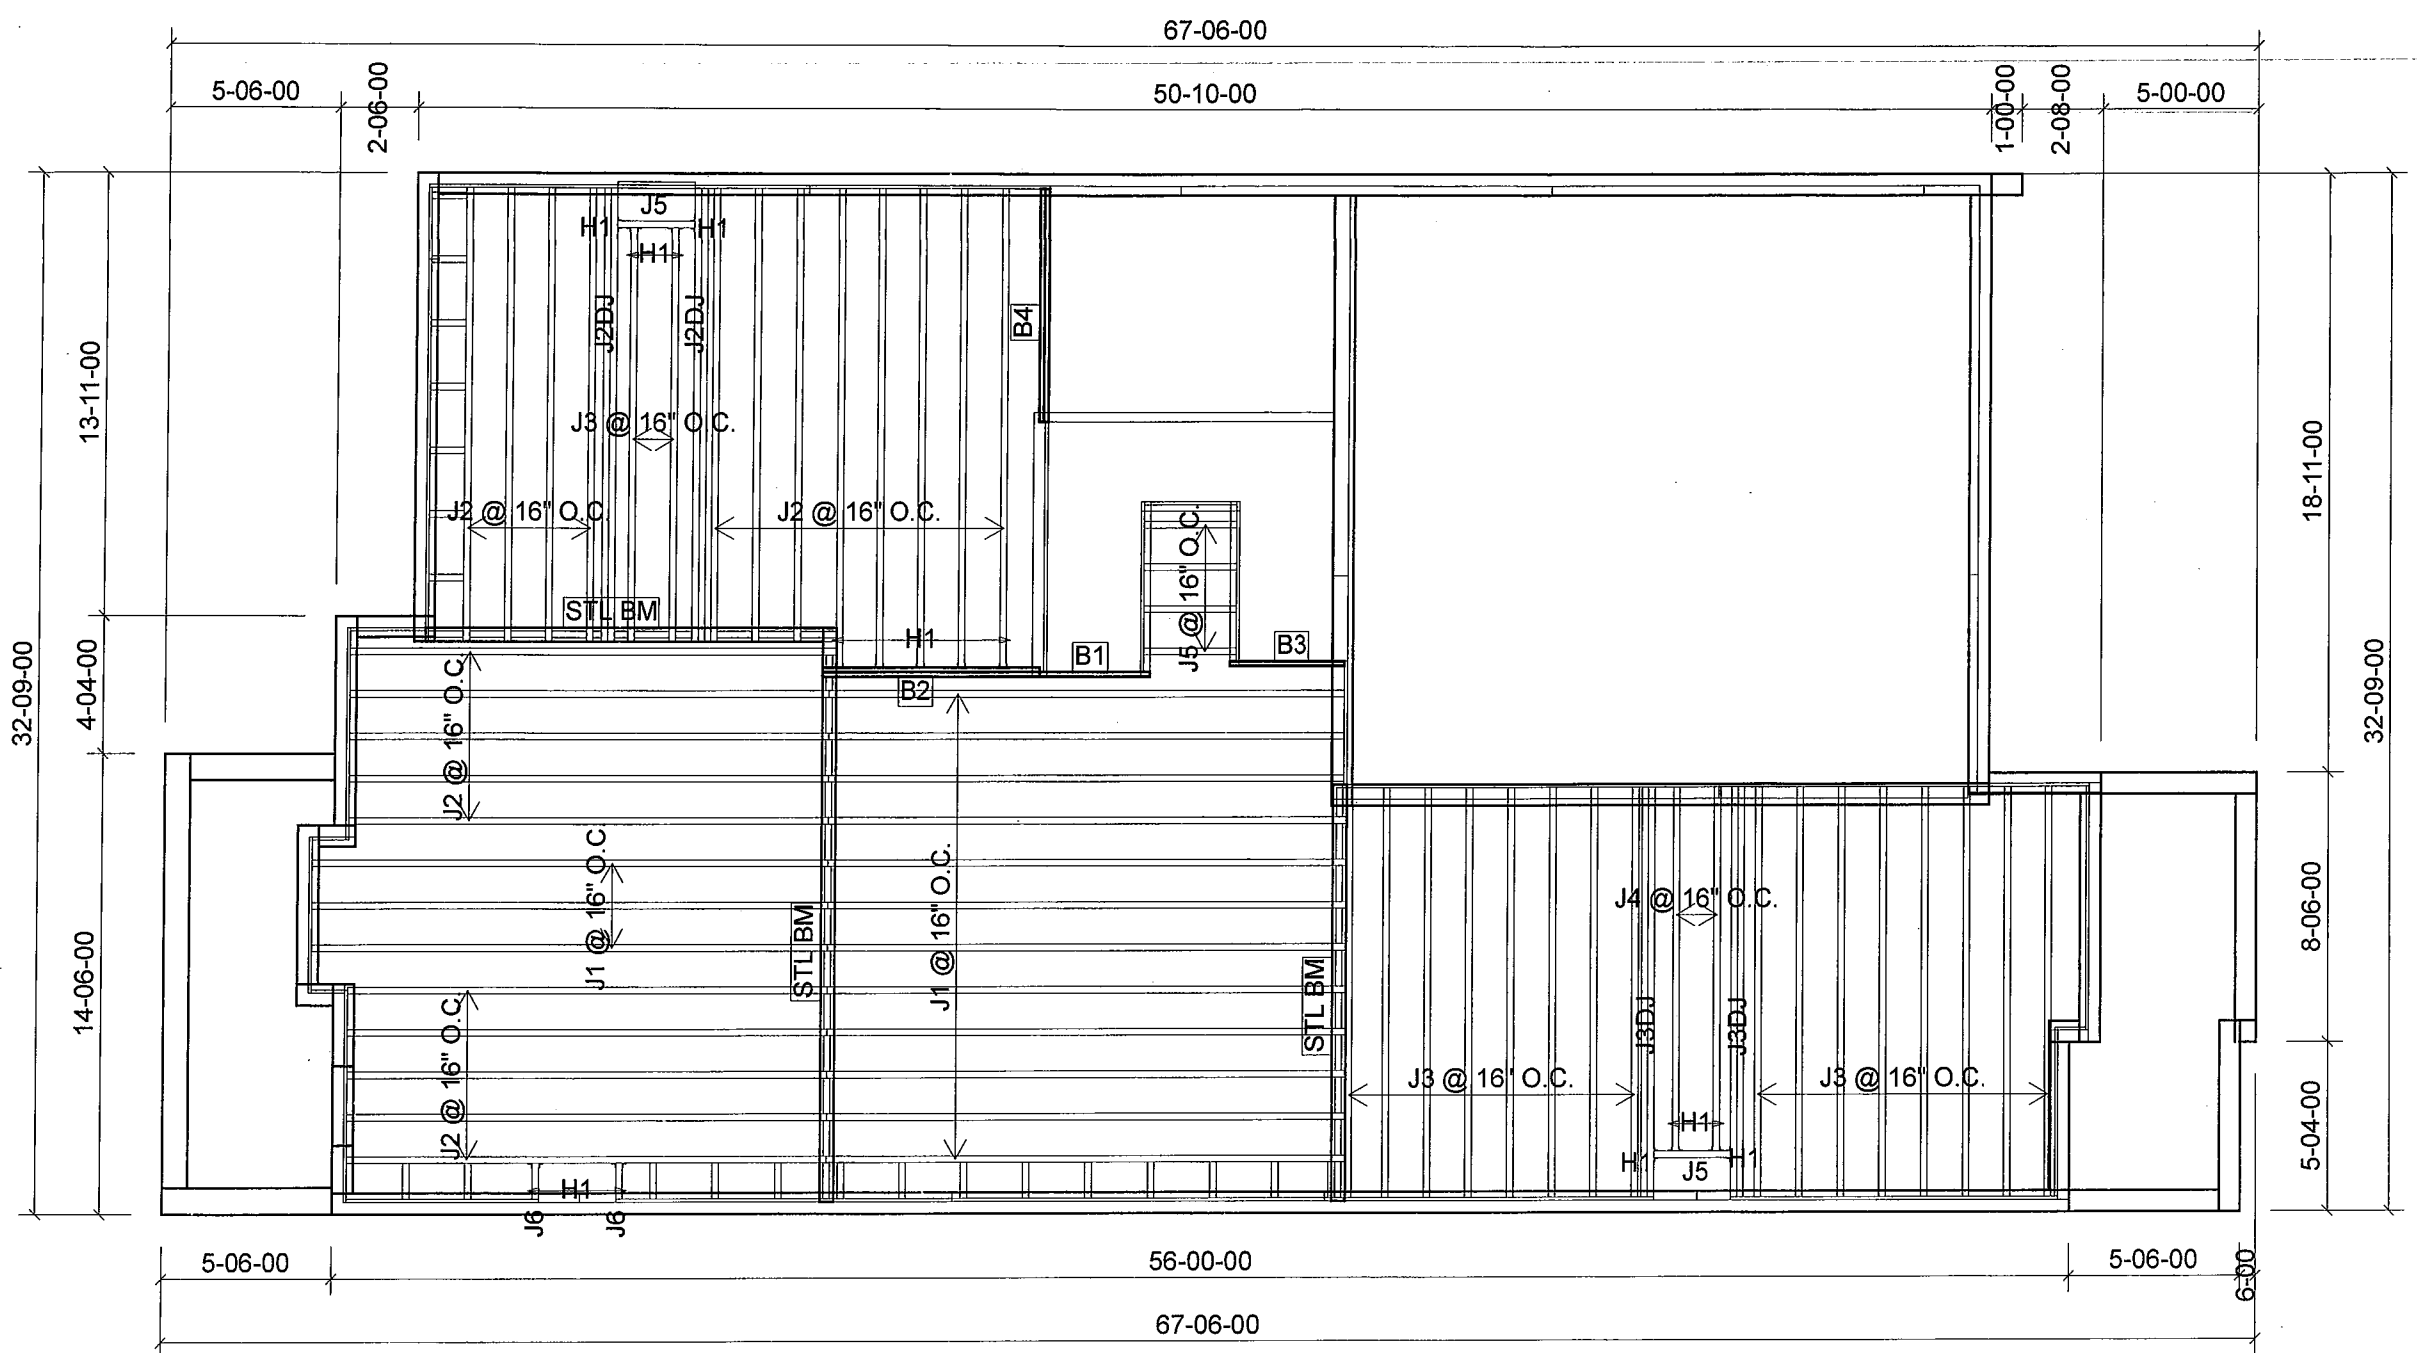 67-06-00
5-06-00
2-06-00
50-10-00
1-00-00
2-08-00
5-00-00
J5
H1
H1
H1
J2DJ
J2DJ
B4
13-11-00
J3 @ 16" O.C.
18-11-00
J2 @ 16" O.C.
J2 @ 16" O.C.
J5 @ 16" O.C.
STL BM
H1
B1
B3
B2
32-09-00
4-04-00
32-09-00
J2 @ 16" O.C.
J1 @ 16" O.C.
J1 @ 16" O.C.
STL BM
STL BM
J4 @ 16" O.C.
8-06-00
14-06-00
J2 @ 16" O.C.
J3DJ
J3DJ
J3 @ 16" O.C.
J3 @ 16" O.C.
5-04-00
H1
H1
H1
J5
H1
J6
J6
5-06-00
56-00-00
5-06-00
6-00
67-06-00